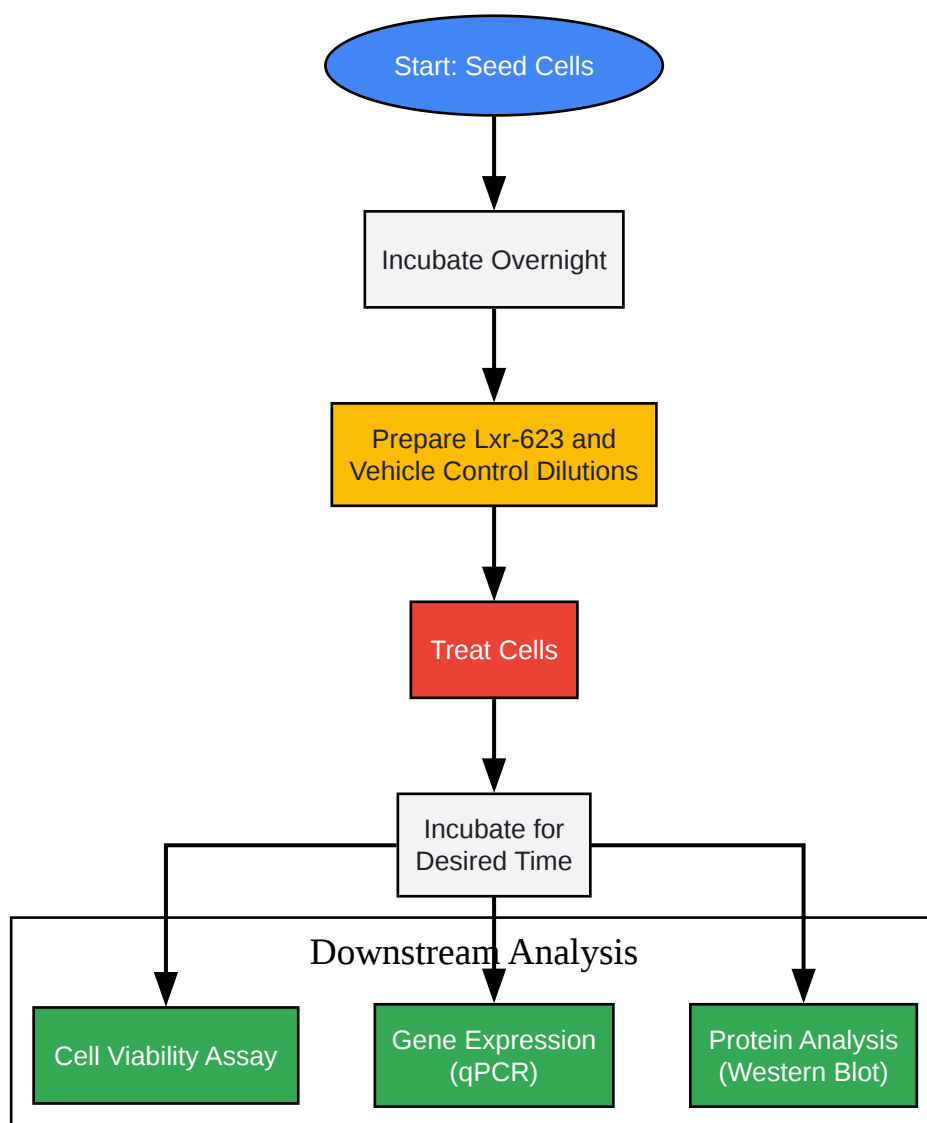 Start: Seed Cells
Incubate Overnight
Prepare Lxr-623 and
Vehicle Control Dilutions
Treat Cells
Incubate for
Desired Time
Downstream Analysis
Cell Viability Assay
Gene Expression
(qPCR)
Protein Analysis
(Western Blot)